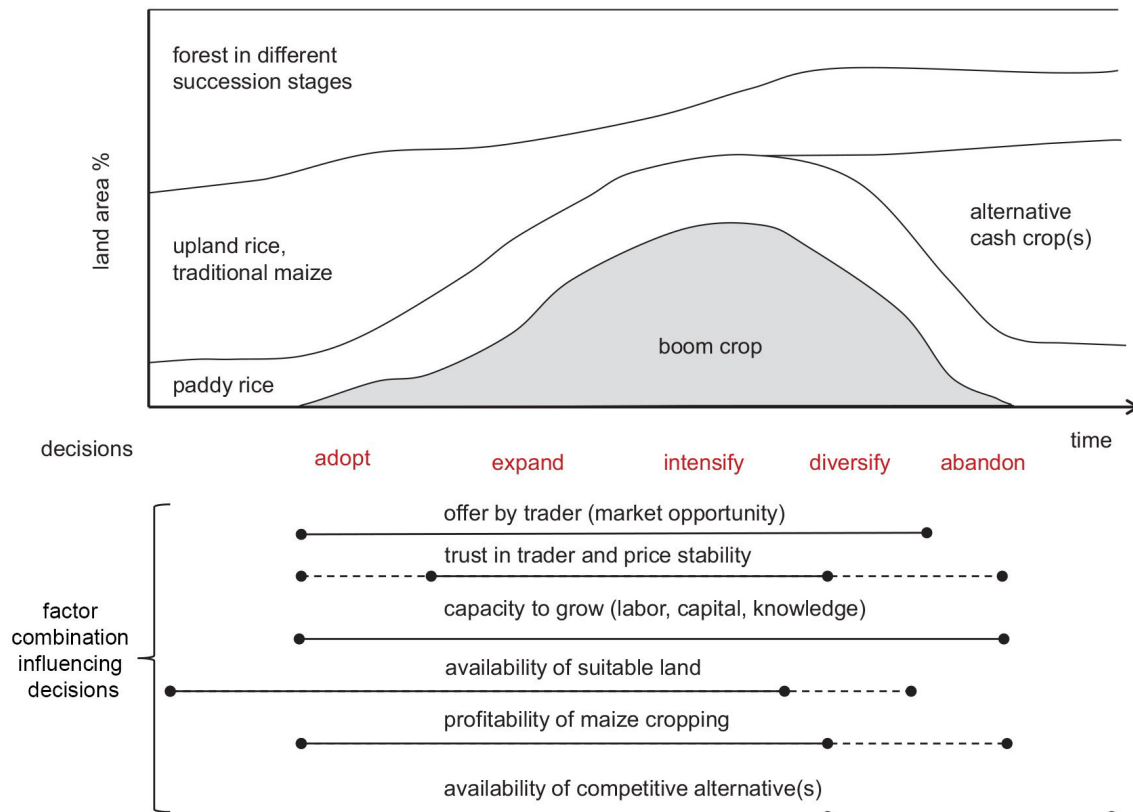 forest in different
succession stages
land area %
upland rice,
traditional maize
alternative
cash crop(s)
boom crop
paddy rice
decisions
time
adopt
expand
intensify
diversify
abandon
offer by trader (market opportunity)
trust in trader and price stability
capacity to grow (labor, capital, knowledge)
factor
combination
influencing
decisions
availability of suitable land
profitability of maize cropping
availability of competitive alternative(s)